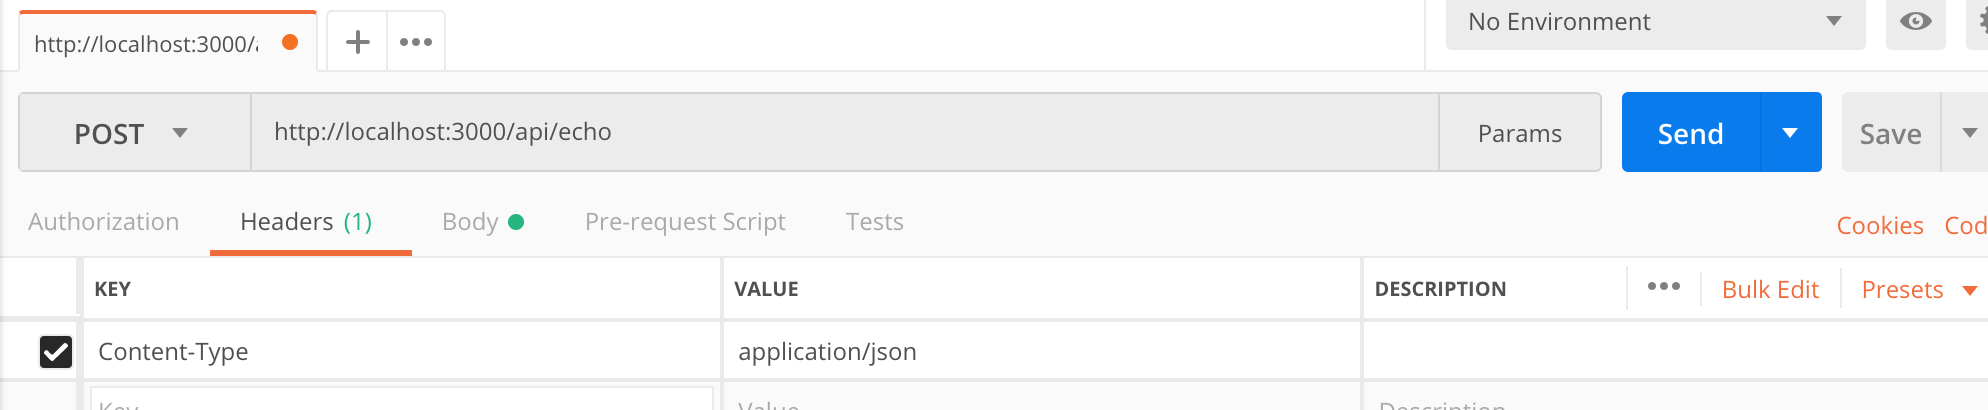 http://localhost:3000/
No Environment
POST http://localhost:3000/api/echo Params Send Save
Authorization Headers (1) Body Pre-request Script Tests Cookies Cod
KEY VALUE DESCRIPTION Bulk Edit Presets
Content-Type application/json
Key Value Description